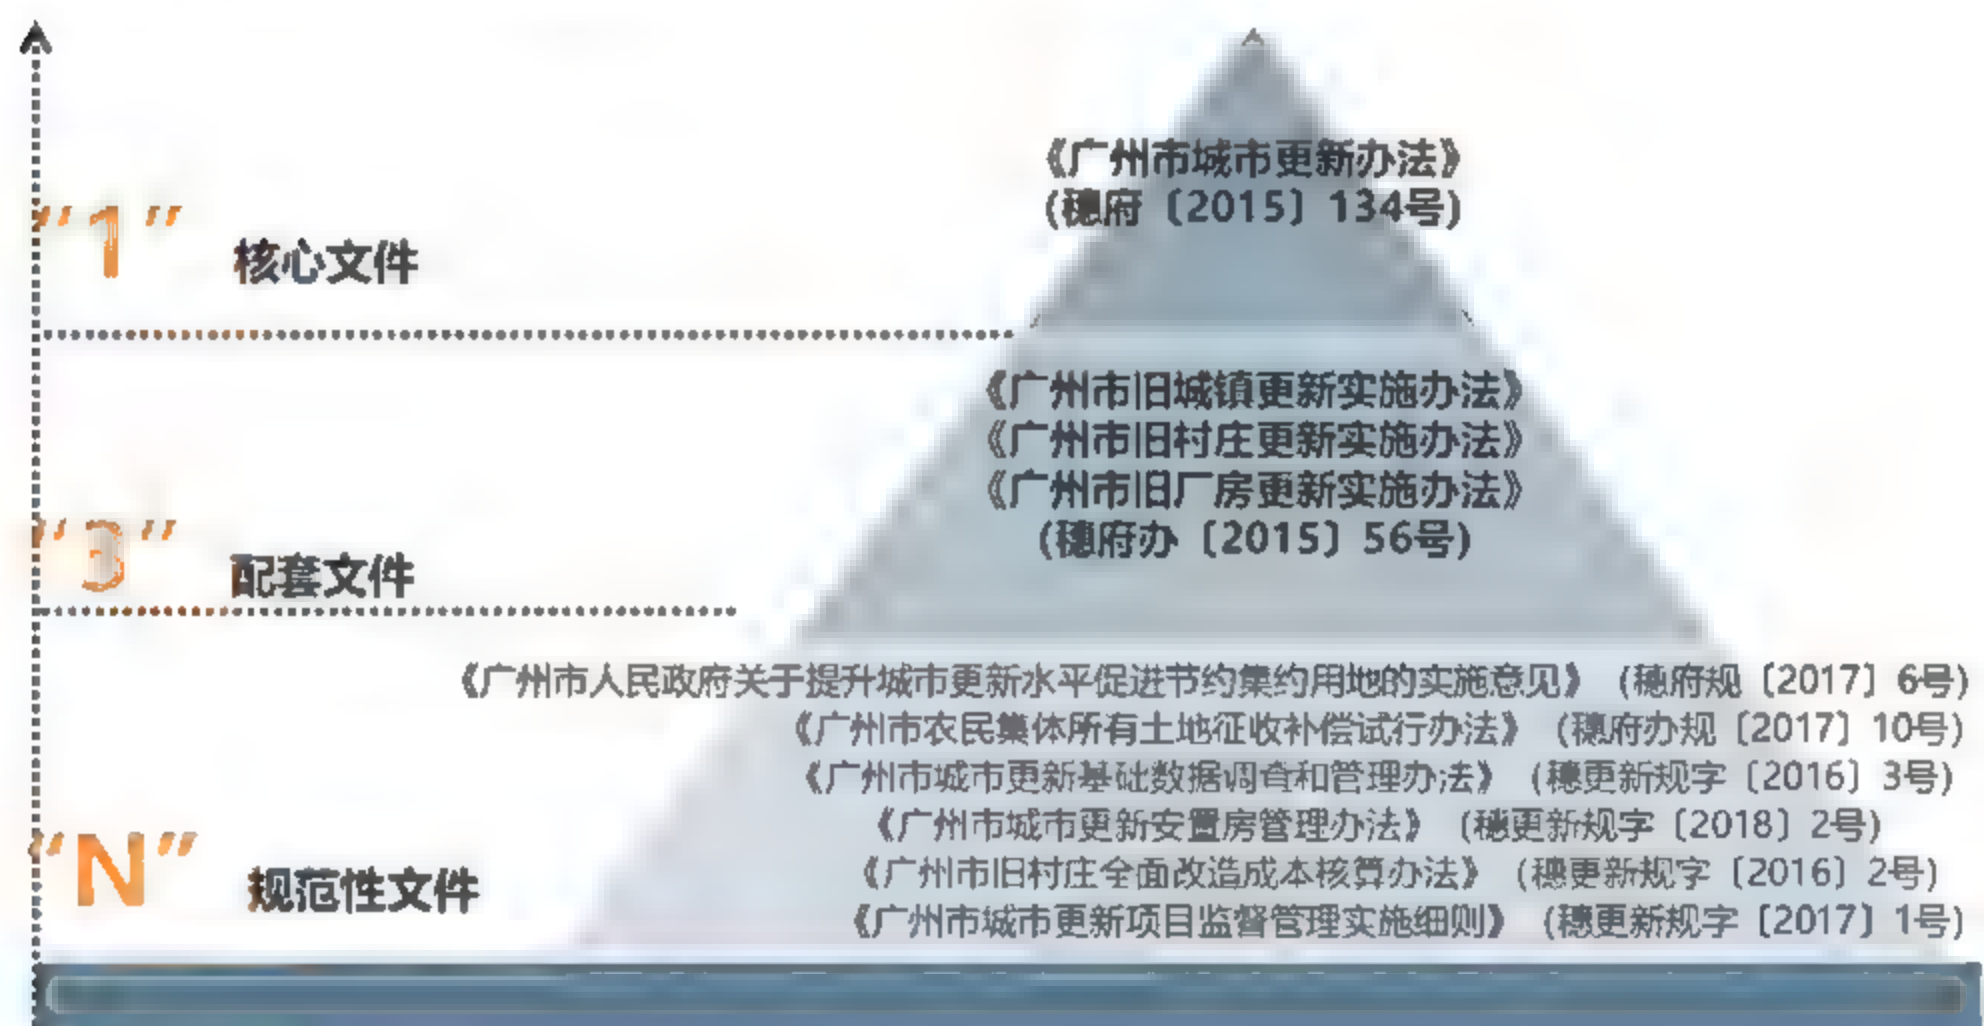 《广州市城市更新办法》
(穗府〔2015〕134号)
“1”
核心文件
《广州市旧城镇更新实施办法》
《广州市旧村庄更新实施办法》
《广州市旧厂房更新实施办法》
(穗府办〔2015〕56号)
“3”
配套文件
《广州市人民政府关于提升城市更新水平促进节约集约用地的实施意见》 (穗府规〔2017〕6号)
《广州市农民集体所有土地征收补偿试行办法》 (穗府办规〔2017〕10号)
《广州市城市更新基础数据调查和管理办法》 (穗更新规字〔2016〕3号)
《广州市城市更新安置房管理办法》 (穗更新规字〔2018〕2号)
“N”
规范性文件
《广州市旧村庄全面改造成本核算办法》 (穗更新规字〔2016〕2号)
《广州市城市更新项目监督管理实施细则》 (穗更新规字〔2017〕1号)